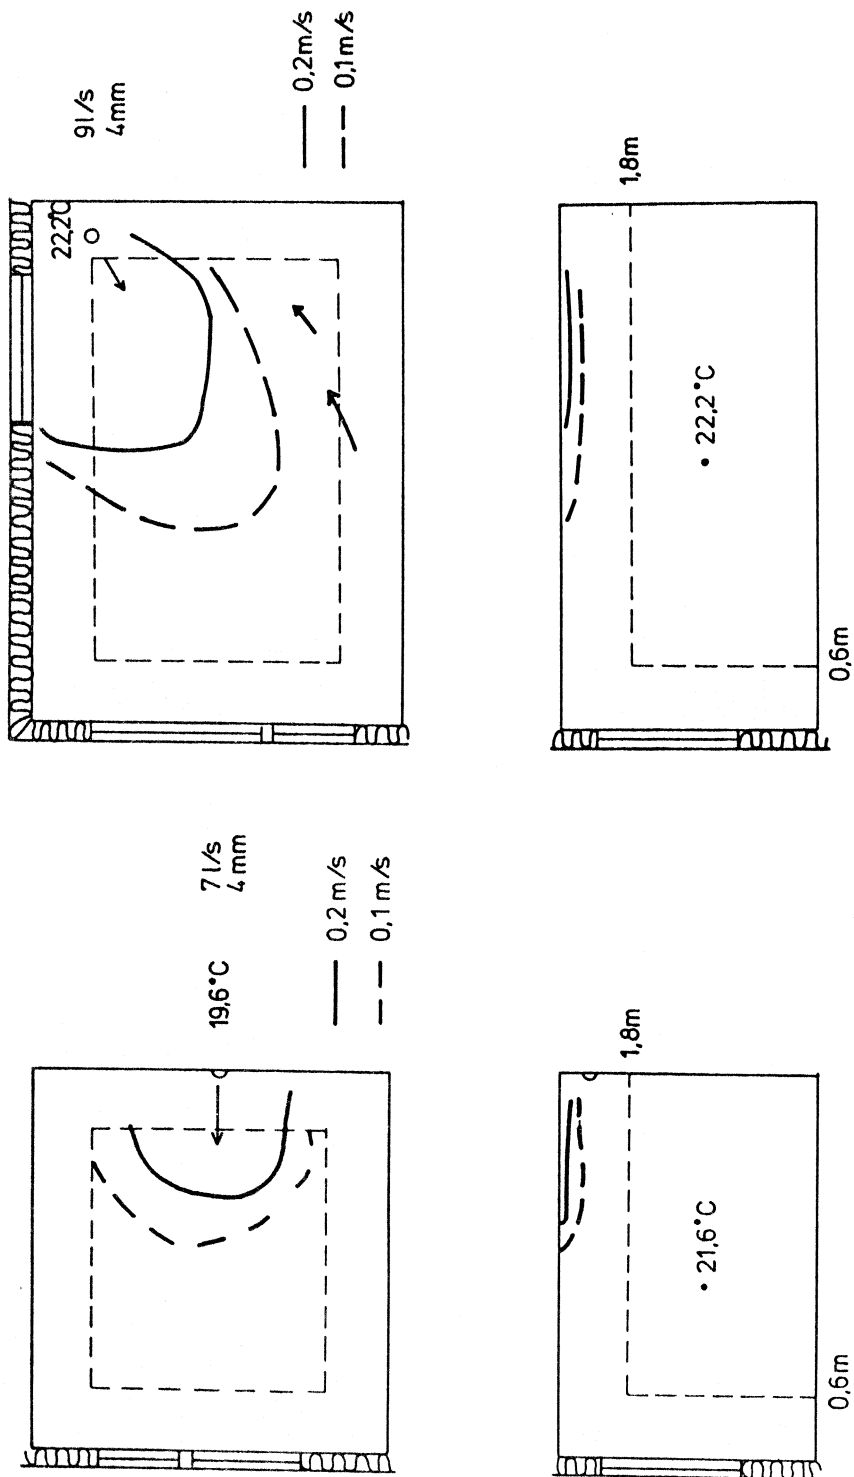 9l/s
4mm
22,2°C
0,2m/s
0,1m/s
1,8m
• 22,2°C
0,6m
7l/s
4mm
19,6°C
0,2m/s
0,1m/s
1,8m
• 21,6°C
0,6m